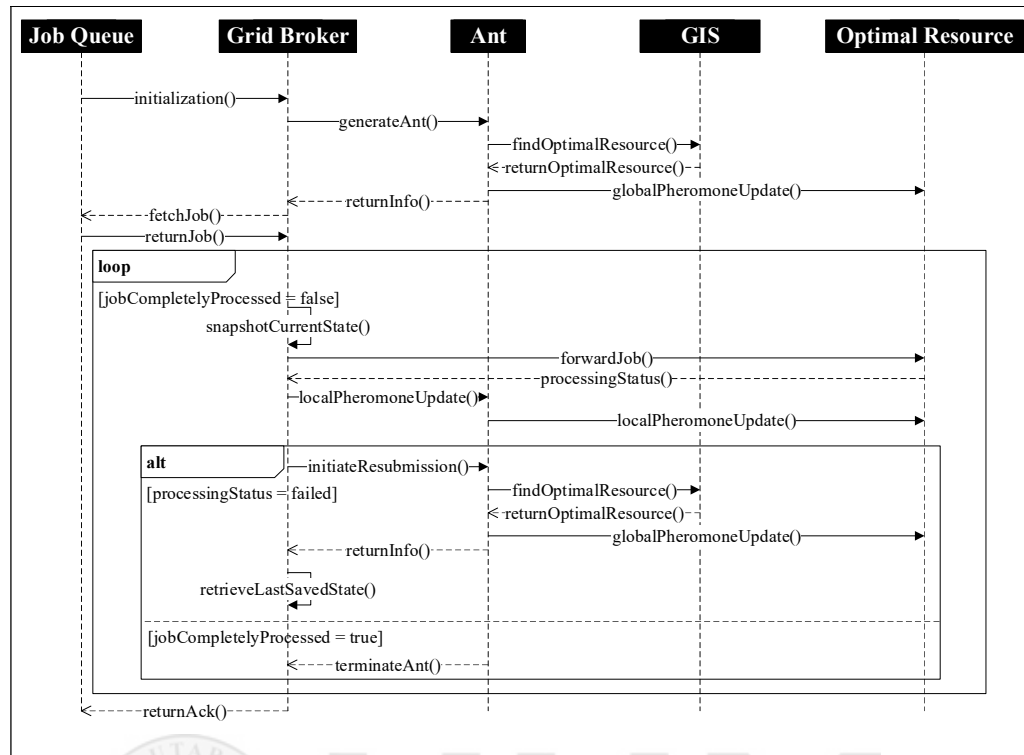 Job Queue
Grid Broker
Ant
GIS
Optimal Resource
initialization()
generateAnt()
findOptimalResource()
returnOptimalResource()
globalPheromoneUpdate()
returnInfo()
fetchJob()
returnJob()
loop
[jobCompletelyProcessed = false]
snapshotCurrentState()
forwardJob()
processingStatus()
localPheromoneUpdate()
localPheromoneUpdate()
alt
initiateResubmission()
[processingStatus = failed]
findOptimalResource()
returnOptimalResource()
globalPheromoneUpdate()
returnInfo()
retrieveLastSavedState()
[jobCompletelyProcessed = true]
terminateAnt()
returnAck()